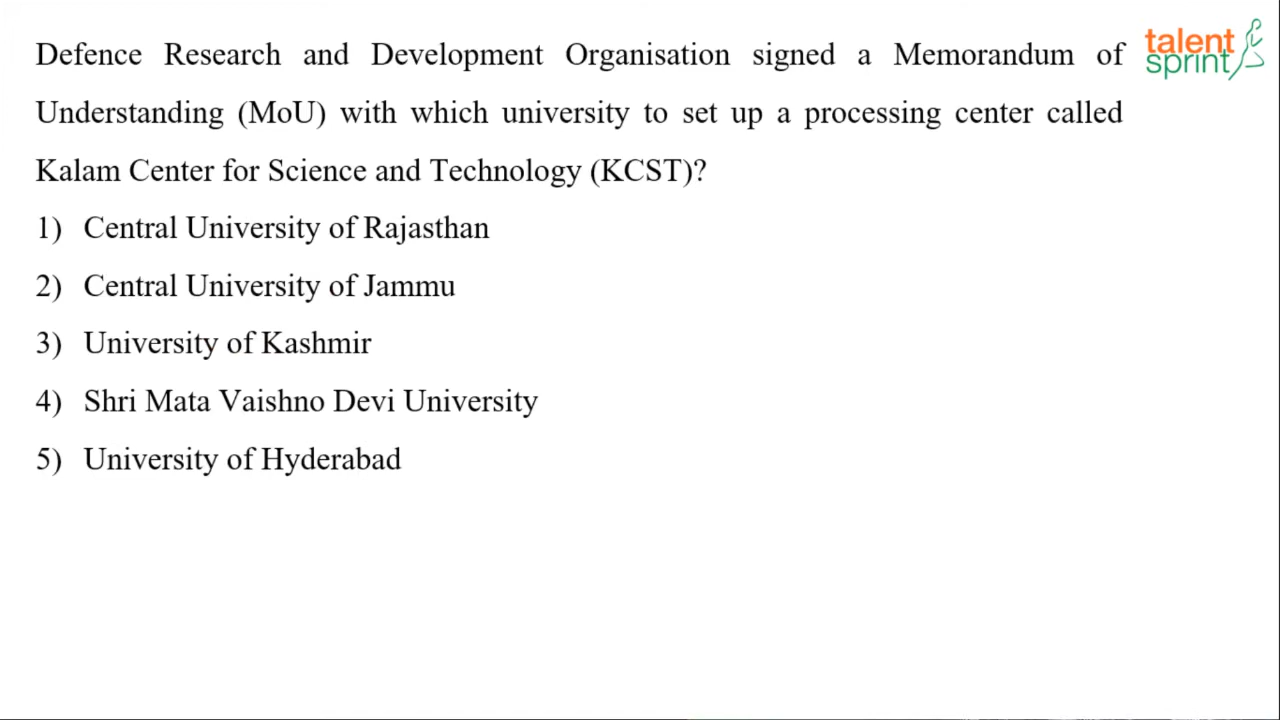 Defence Research and Development Organisation signed a Memorandum of
Understanding (MoU) with which university to set up a processing center called
Kalam Center for Science and Technology (KCST)?
1) Central University of Rajasthan
2) Central University of Jammu
3) University of Kashmir
4) Shri Mata Vaishno Devi University
5) University of Hyderabad
talent
sprint